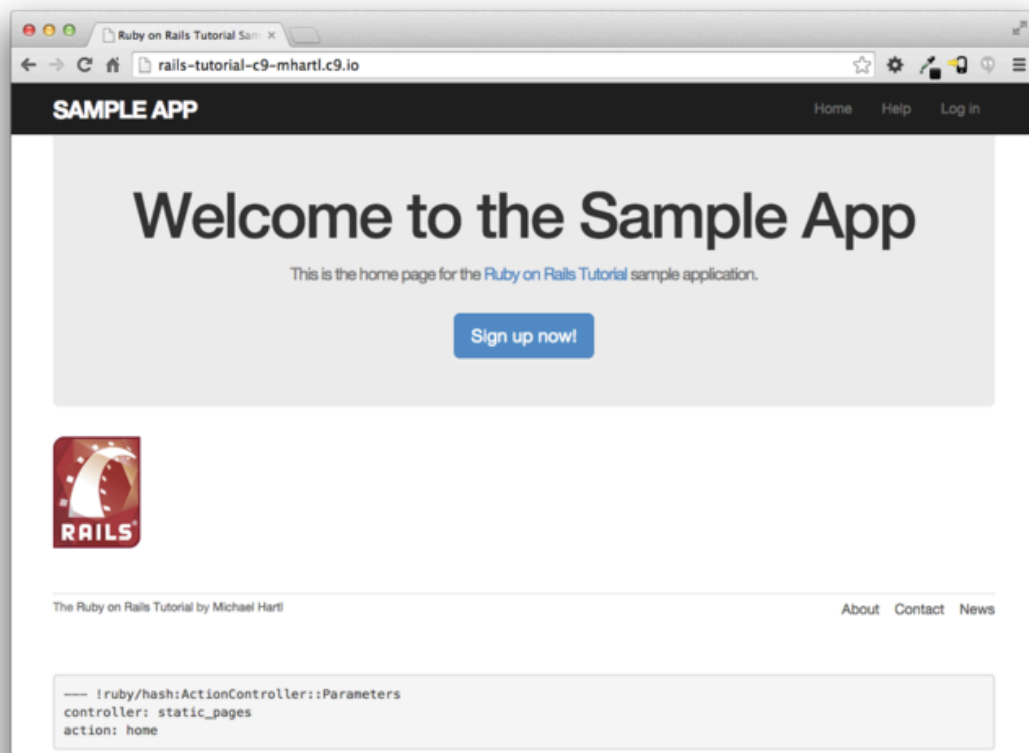 Ruby on Rails Tutorial Sam
rails-tutorial-c9-mhartl.c9.io
SAMPLE APP
Home Help Log in
Welcome to the Sample App
This is the home page for the Ruby on Rails Tutorial sample application.
Sign up now!
RAILS
The Ruby on Rails Tutorial by Michael Hartl
About Contact News
--- !ruby/hash:ActionController::Parameters
controller: static_pages
action: home